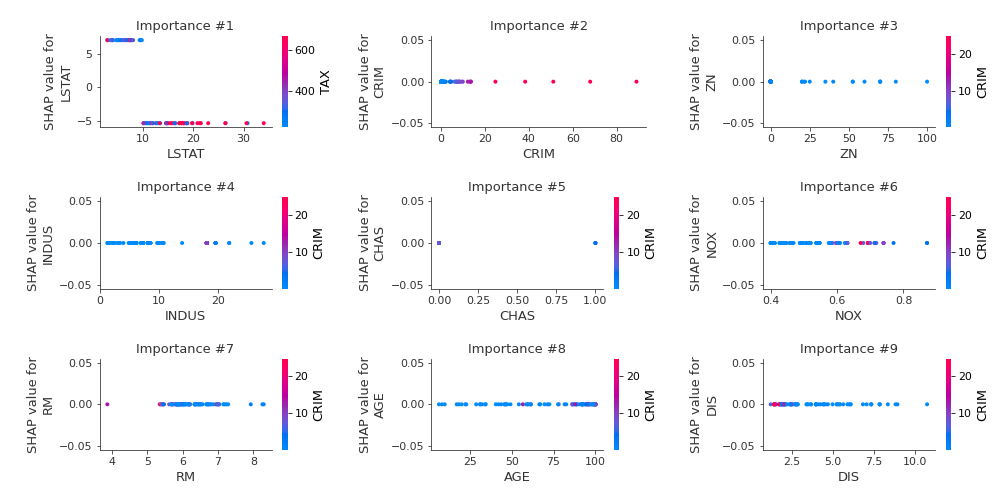 Importance #1
SHAP value for
LSTAT
5
0
−5
10
20
30
LSTAT
600
400
TAX
Importance #2
SHAP value for
CRIM
0.05
0.00
−0.05
0
20
40
60
80
CRIM
Importance #3
SHAP value for
ZN
0.05
0.00
−0.05
0
25
50
75
100
ZN
20
10
CRIM
Importance #4
SHAP value for
INDUS
0.05
0.00
−0.05
0
10
20
INDUS
20
10
CRIM
Importance #5
SHAP value for
CHAS
0.05
0.00
−0.05
0.00
0.25
0.50
0.75
1.00
CHAS
20
10
CRIM
Importance #6
SHAP value for
NOX
0.05
0.00
−0.05
0.4
0.6
0.8
NOX
20
10
CRIM
Importance #7
SHAP value for
RM
0.05
0.00
−0.05
4
5
6
7
8
RM
20
10
CRIM
Importance #8
SHAP value for
AGE
0.05
0.00
−0.05
25
50
75
100
AGE
20
10
CRIM
Importance #9
SHAP value for
DIS
0.05
0.00
−0.05
2.5
5.0
7.5
10.0
DIS
20
10
CRIM